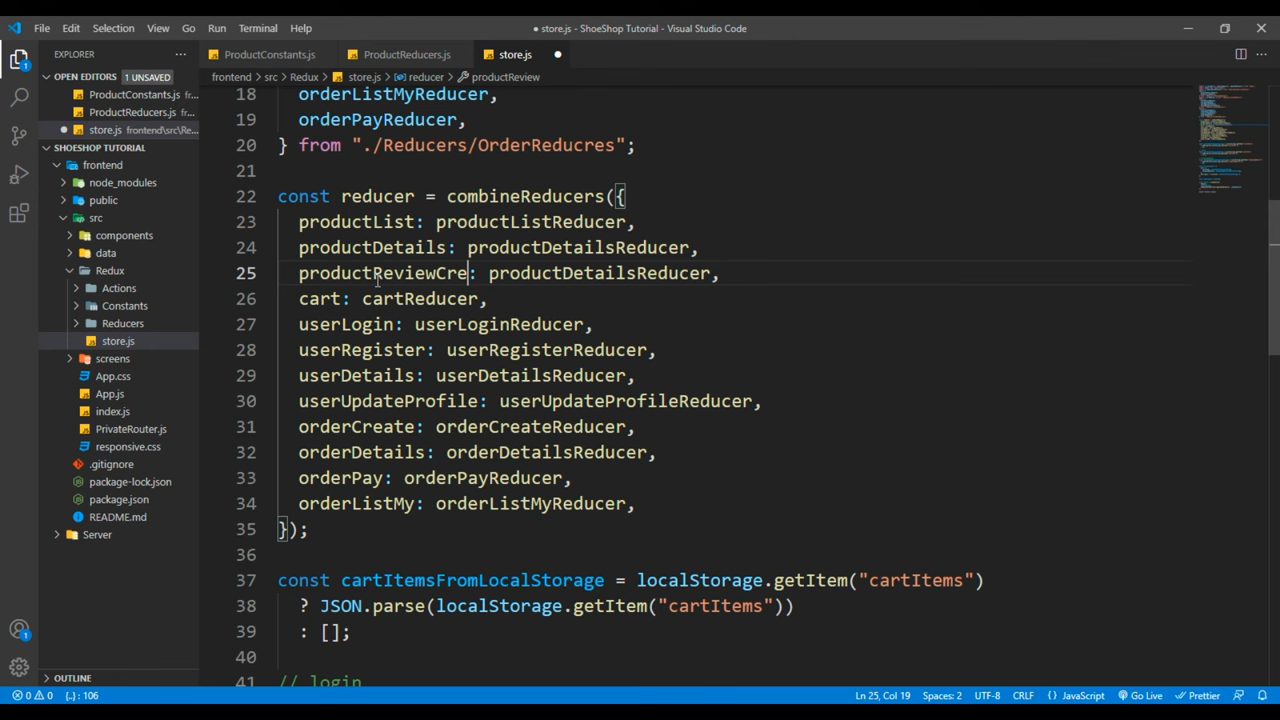 File Edit Selection View Go Run Terminal Help
● store.js - ShoeShop Tutorial - Visual Studio Code
EXPLORER
OPEN EDITORS 1 UNSAVED
ProductConstants.js fr...
ProductReducers.js fr...
store.js frontend\src\Re...
SHOESHOP TUTORIAL
frontend
node_modules
public
src
components
data
Redux
Actions
Constants
Reducers
store.js
screens
App.css
App.js
index.js
PrivateRouter.js
responsive.css
.gitignore
package-lock.json
package.json
README.md
Server
OUTLINE
ProductConstants.js ProductReducers.js store.js
frontend > src > Redux > store.js > reducer > productReview
18 orderListMyReducer,
19 orderPayReducer,
20 } from "./Reducers/OrderReducres";
21
22 const reducer = combineReducers({
23 productList: productListReducer,
24 productDetails: productDetailsReducer,
25 productReviewCre: productDetailsReducer,
26 cart: cartReducer,
27 userLogin: userLoginReducer,
28 userRegister: userRegisterReducer,
29 userDetails: userDetailsReducer,
30 userUpdateProfile: userUpdateProfileReducer,
31 orderCreate: orderCreateReducer,
32 orderDetails: orderDetailsReducer,
33 orderPay: orderPayReducer,
34 orderListMy: orderListMyReducer,
35 });
36
37 const cartItemsFromLocalStorage = localStorage.getItem("cartItems")
38 ? JSON.parse(localStorage.getItem("cartItems"))
39 : [];
40
41 // login
0 0 {..}: 106 Ln 25, Col 19 Spaces: 2 UTF-8 CRLF {} JavaScript Go Live Prettier